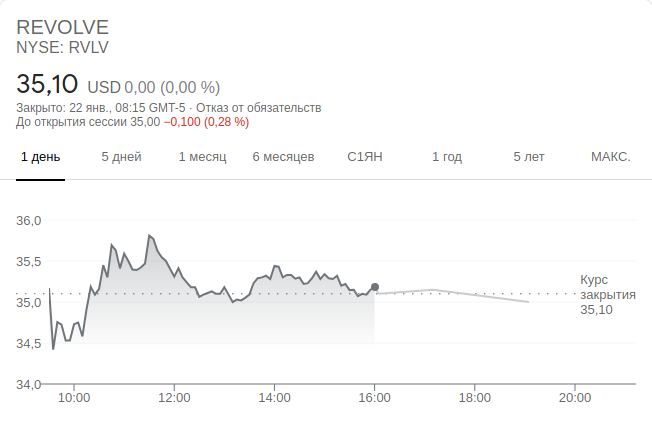 REVOLVE
NYSE: RVLV
35,10 USD 0,00 (0,00 %)
Закрыто: 22 янв., 08:15 GMT-5 · Отказ от обязательств
До открытия сессии 35,00 −0,100 (0,28 %)
1 день 5 дней 1 месяц 6 месяцев С1ЯН 1 год 5 лет МАКС.
36,0
35,5
Курс
закрытия
35,10
35,0
34,5
34,0
10:00 12:00 14:00 16:00 18:00 20:00